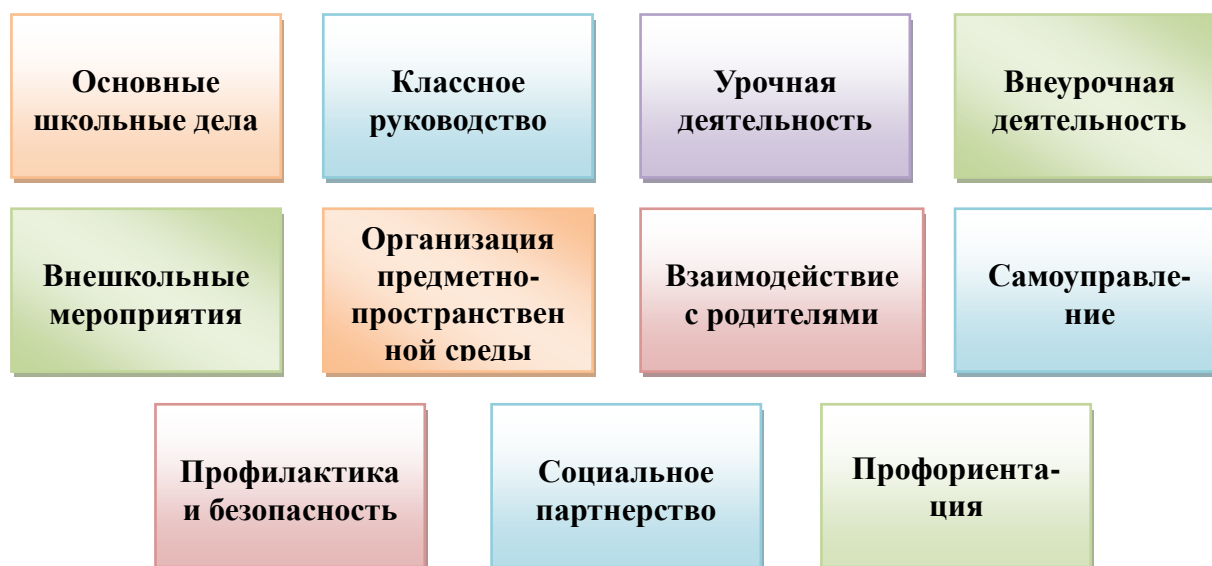 Основные
школьные дела
Классное
руководство
Урочная
деятельность
Внеурочная
деятельность
Внешкольные
мероприятия
Организация
предметно-
пространствен
ной среды
Взаимодействие
с родителями
Самоуправле-
ние
Профилактика
и безопасность
Социальное
партнерство
Профориента-
ция